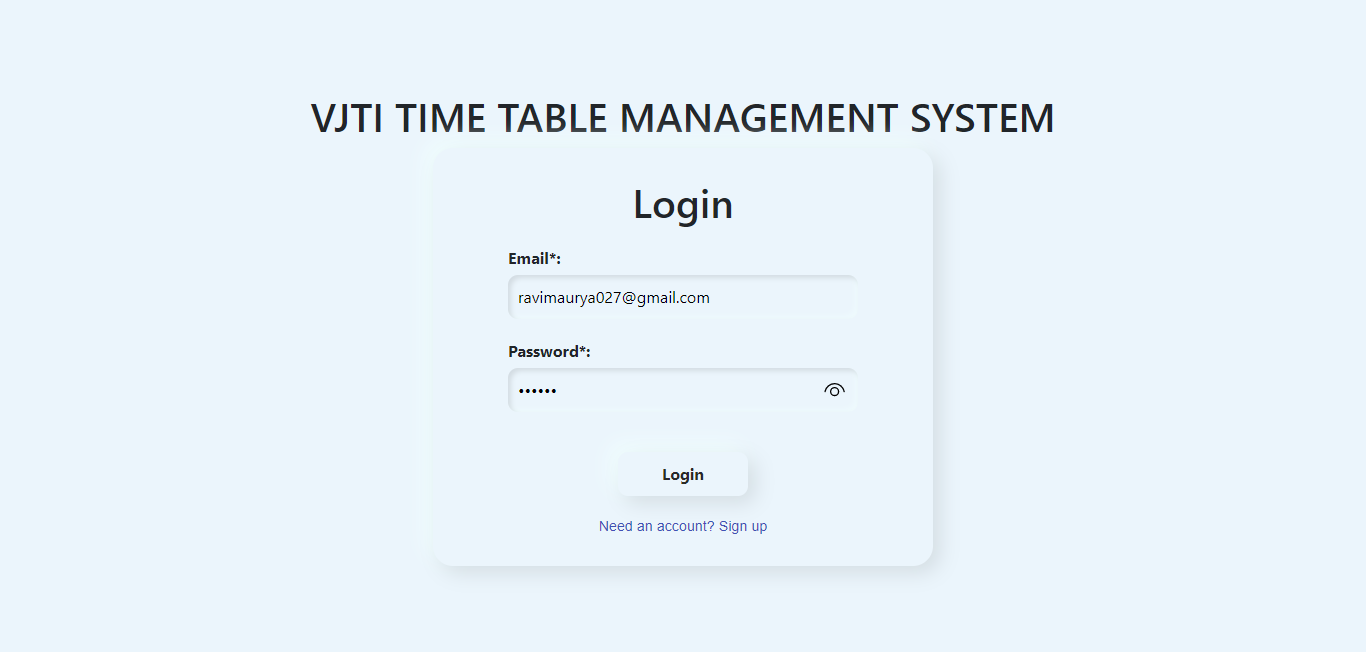 VJTI TIME TABLE MANAGEMENT SYSTEM
Login
Email*:
ravimaurya027@gmail.com
Password*:
••••••
Login
Need an account? Sign up